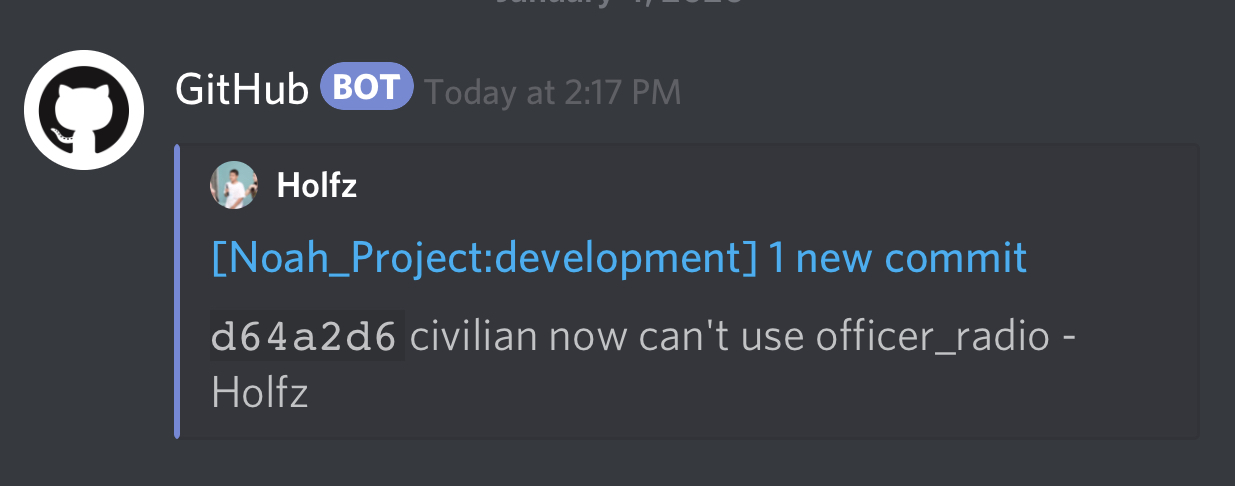 GitHub BOT Today at 2:17 PM
Holfz
[Noah_Project:development] 1 new commit
d64a2d6 civilian now can't use officer_radio -
Holfz